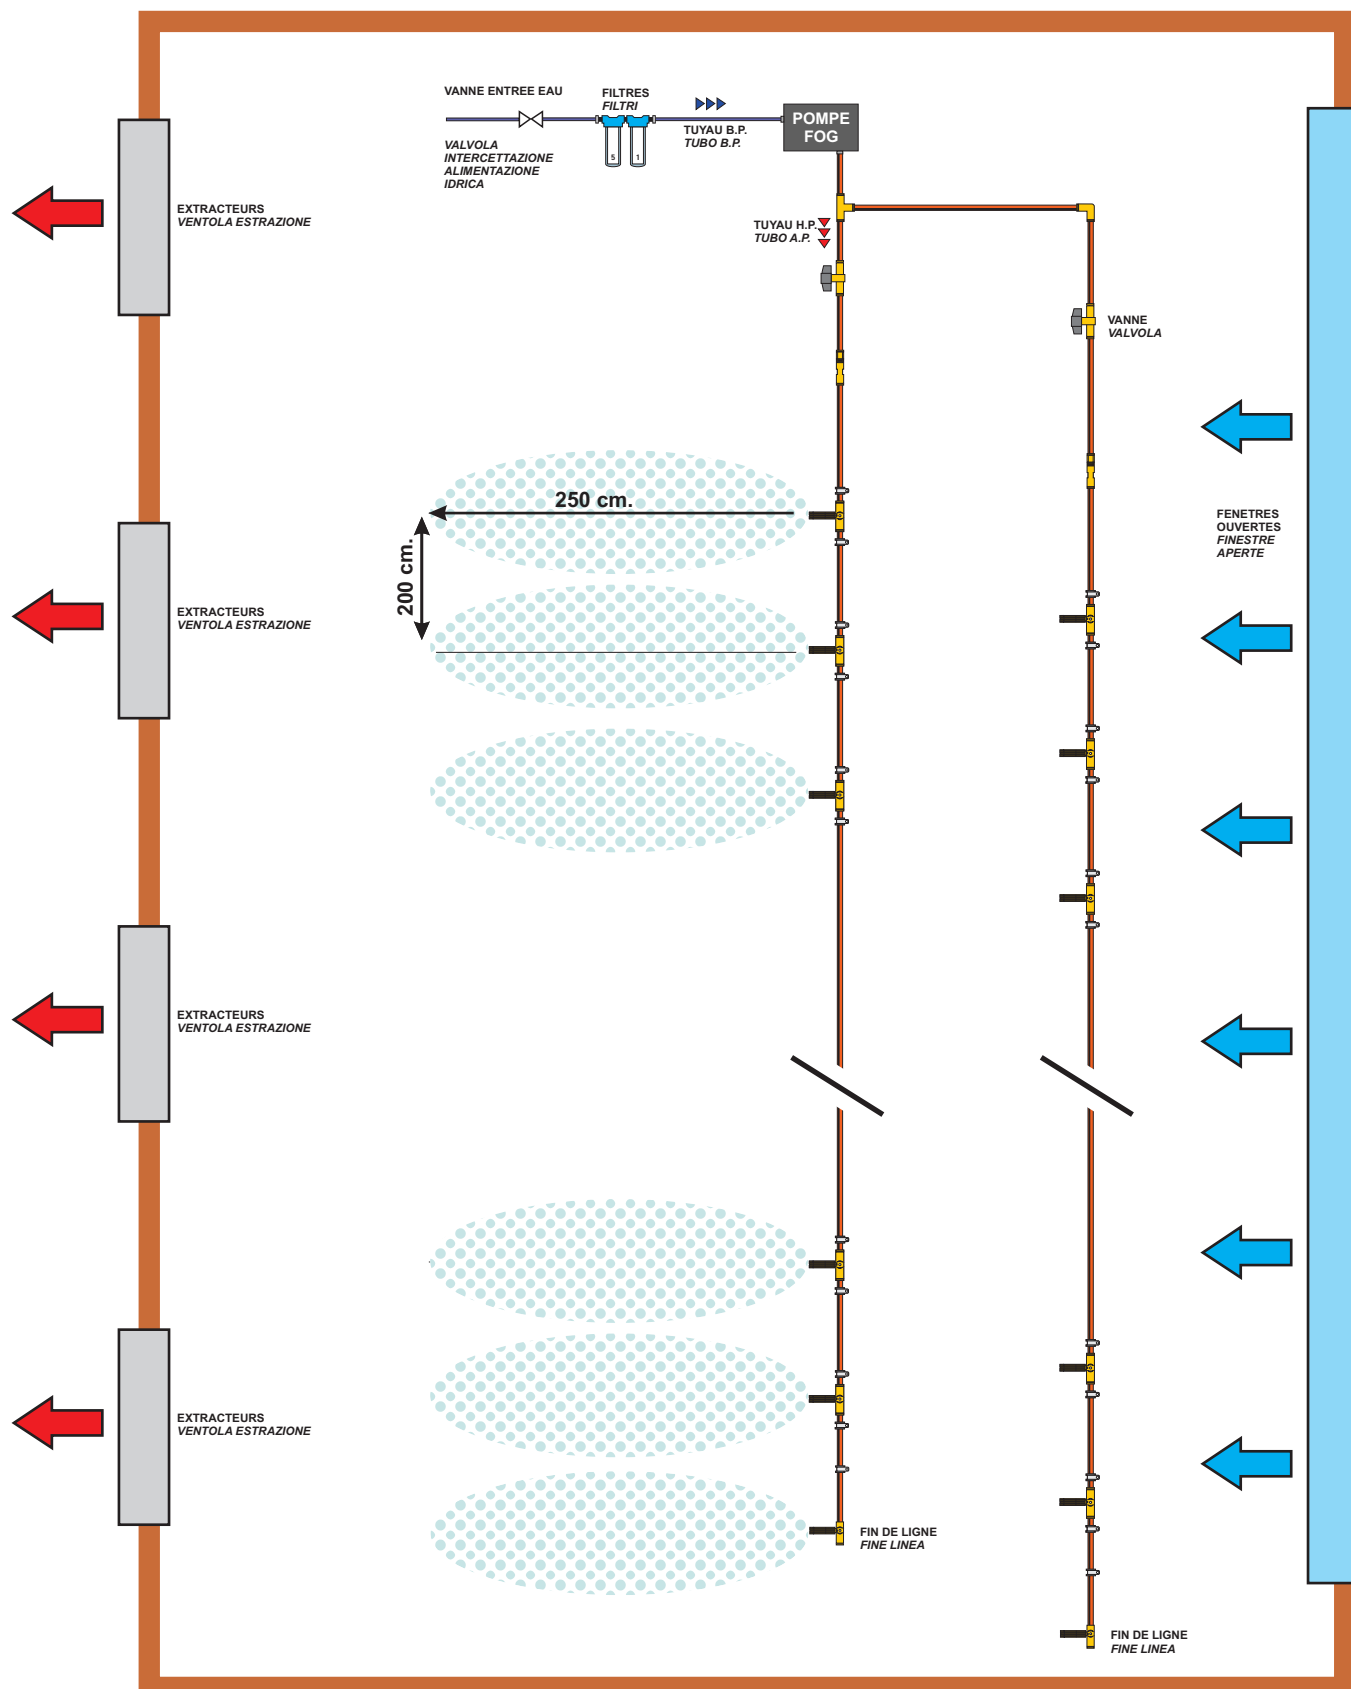 VANNE ENTREE EAU
VALVOLA
INTERCETTAZIONE
ALIMENTAZIONE
IDRICA
FILTRES
FILTRI
5
1
TUYAU B.P.
TUBO B.P.
POMPE
FOG
TUYAU H.P.
TUBO A.P.
EXTRACTEURS
VENTOLA ESTRAZIONE
VANNE
VALVOLA
250 cm.
200 cm.
FENETRES
OUVERTES
FINESTRE
APERTE
EXTRACTEURS
VENTOLA ESTRAZIONE
EXTRACTEURS
VENTOLA ESTRAZIONE
EXTRACTEURS
VENTOLA ESTRAZIONE
FIN DE LIGNE
FINE LINEA
FIN DE LIGNE
FINE LINEA